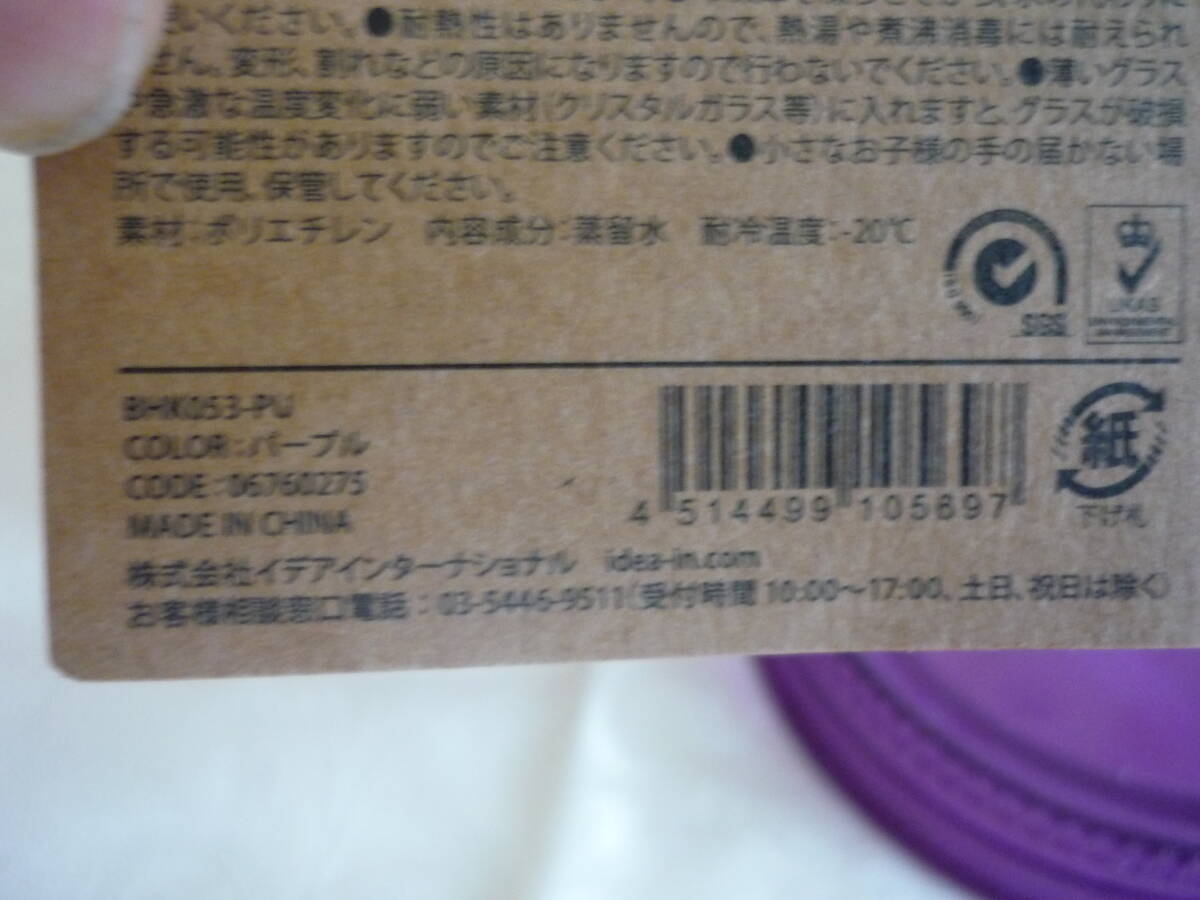 さい。●耐熱性はありませんので、熱湯や煮沸消毒には耐えられ
せん。変形、割れなどの原因になりますので行わないでください。●薄いグラス
や急激な温度変化に弱い素材(クリスタルガラス等)に入れますと、グラスが破損
する可能性がありますのでご注意ください。●小さなお子様の手の届かない場
所で使用、保管してください。
素材:ポリエチレン 内容成分:蒸留水 耐冷温度:-20℃
SGS
UKAS
BHK053-PU
COLOR:パープル
CODE:06760275
MADE IN CHINA
4 514499 105697
紙
下げ札
株式会社イデアインターナショナル idea-in.com
お客様相談窓口電話:03-5446-9511(受付時間10:00〜17:00、土日、祝日は除く)